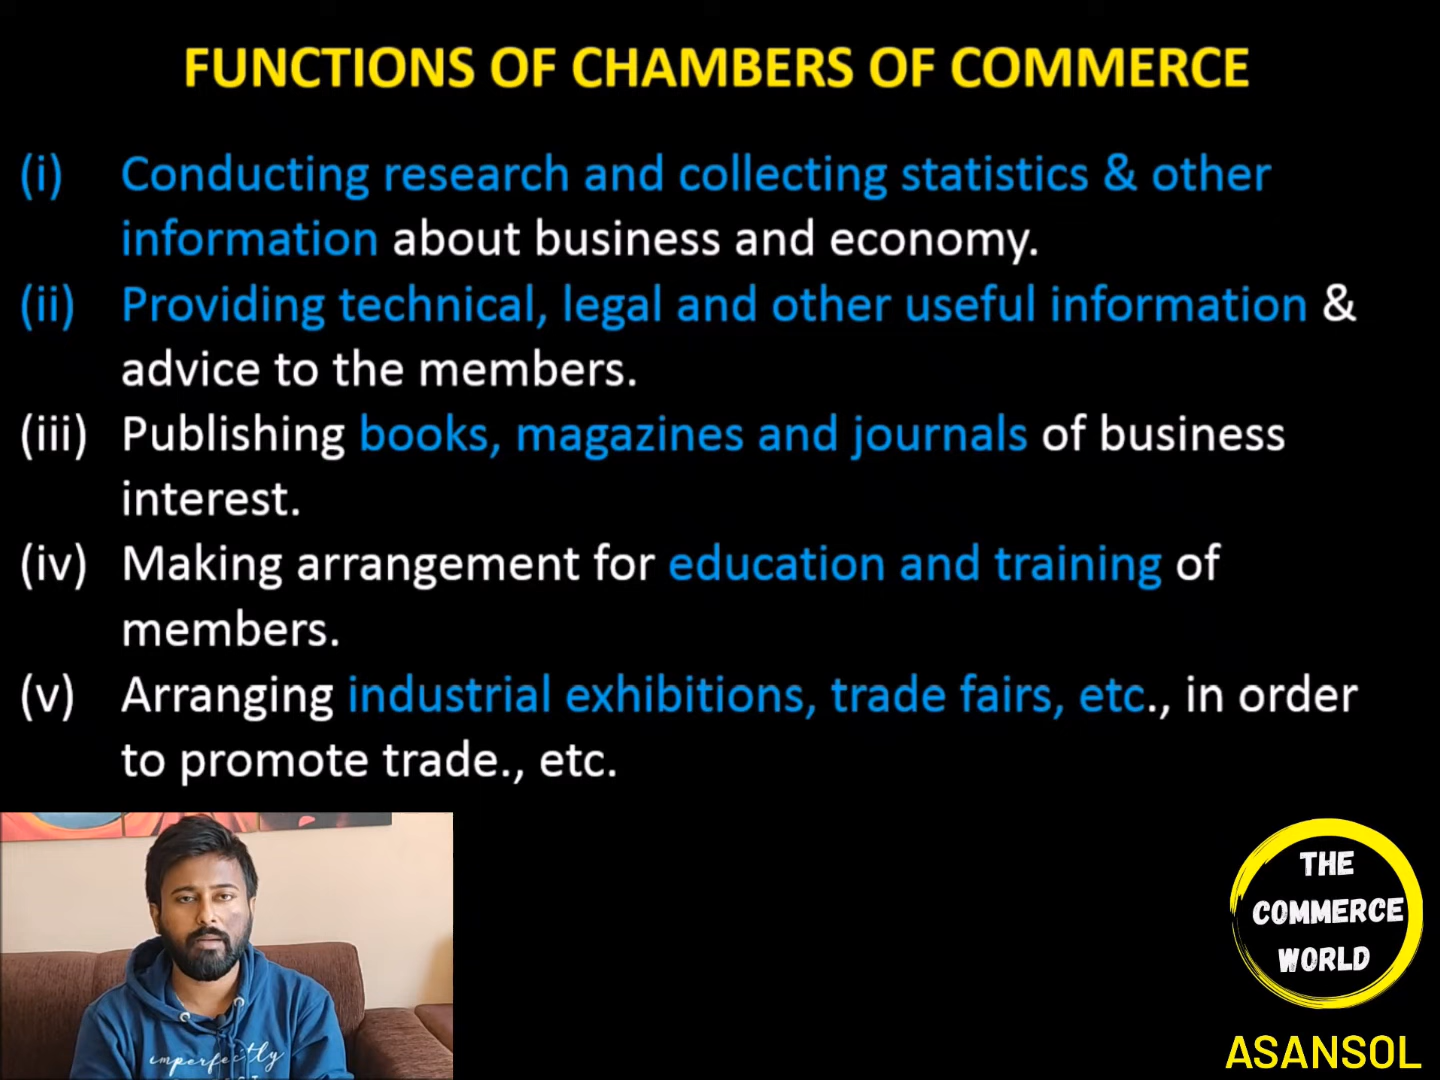 FUNCTIONS OF CHAMBERS OF COMMERCE
(i) Conducting research and collecting statistics & other
information about business and economy.
(ii) Providing technical, legal and other useful information &
advice to the members.
(iii) Publishing books, magazines and journals of business
interest.
(iv) Making arrangement for education and training of
members.
(v) Arranging industrial exhibitions, trade fairs, etc., in order
to promote trade., etc.
imperfectly
THE
COMMERCE
WORLD
ASANSOL